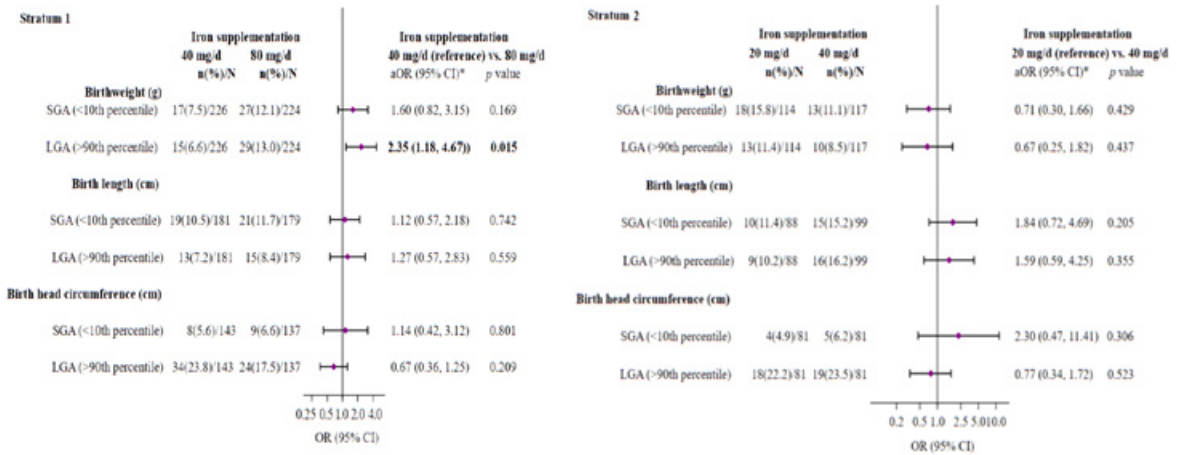 Stratum 1
Iron supplementation Iron supplementation
40 mg/d 80 mg/d 40 mg/d (reference) vs. 80 mg/d
n(%)/N n(%)/N aOR (95% CI)* p value
Birthweight (g)
SGA (<10th percentile) 17(7.5)/226 27(12.1)/224 1.60 (0.82, 3.15) 0.169
LGA (>90th percentile) 15(6.6)/226 29(13.0)/224 2.35 (1.18, 4.67)) 0.015
Birth length (cm)
SGA (<10th percentile) 19(10.5)/181 21(11.7)/179 1.12 (0.57, 2.18) 0.742
LGA (>90th percentile) 13(7.2)/181 15(8.4)/179 1.27 (0.57, 2.83) 0.559
Birth head circumference (cm)
SGA (<10th percentile) 8(5.6)/143 9(6.6)/137 1.14 (0.42, 3.12) 0.801
LGA (>90th percentile) 34(23.8)/143 24(17.5)/137 0.67 (0.36, 1.25) 0.209
0.25 0.5 1.0 2.0 4.0
OR (95% CI)
Stratum 2
Iron supplementation Iron supplementation
20 mg/d 40 mg/d 20 mg/d (reference) vs. 40 mg/d
n(%)/N n(%)/N aOR (95% CI)* p value
Birthweight (g)
SGA (<10th percentile) 18(15.8)/114 13(11.1)/117 0.71 (0.30, 1.66) 0.429
LGA (>90th percentile) 13(11.4)/114 10(8.5)/117 0.67 (0.25, 1.82) 0.437
Birth length (cm)
SGA (<10th percentile) 10(11.4)/88 15(15.2)/99 1.84 (0.72, 4.69) 0.205
LGA (>90th percentile) 9(10.2)/88 16(16.2)/99 1.59 (0.59, 4.25) 0.355
Birth head circumference (cm)
SGA (<10th percentile) 4(4.9)/81 5(6.2)/81 2.30 (0.47, 11.41) 0.306
LGA (>90th percentile) 18(22.2)/81 19(23.5)/81 0.77 (0.34, 1.72) 0.523
0.2 0.5 1.0 2.5 5.0 10.0
OR (95% CI)